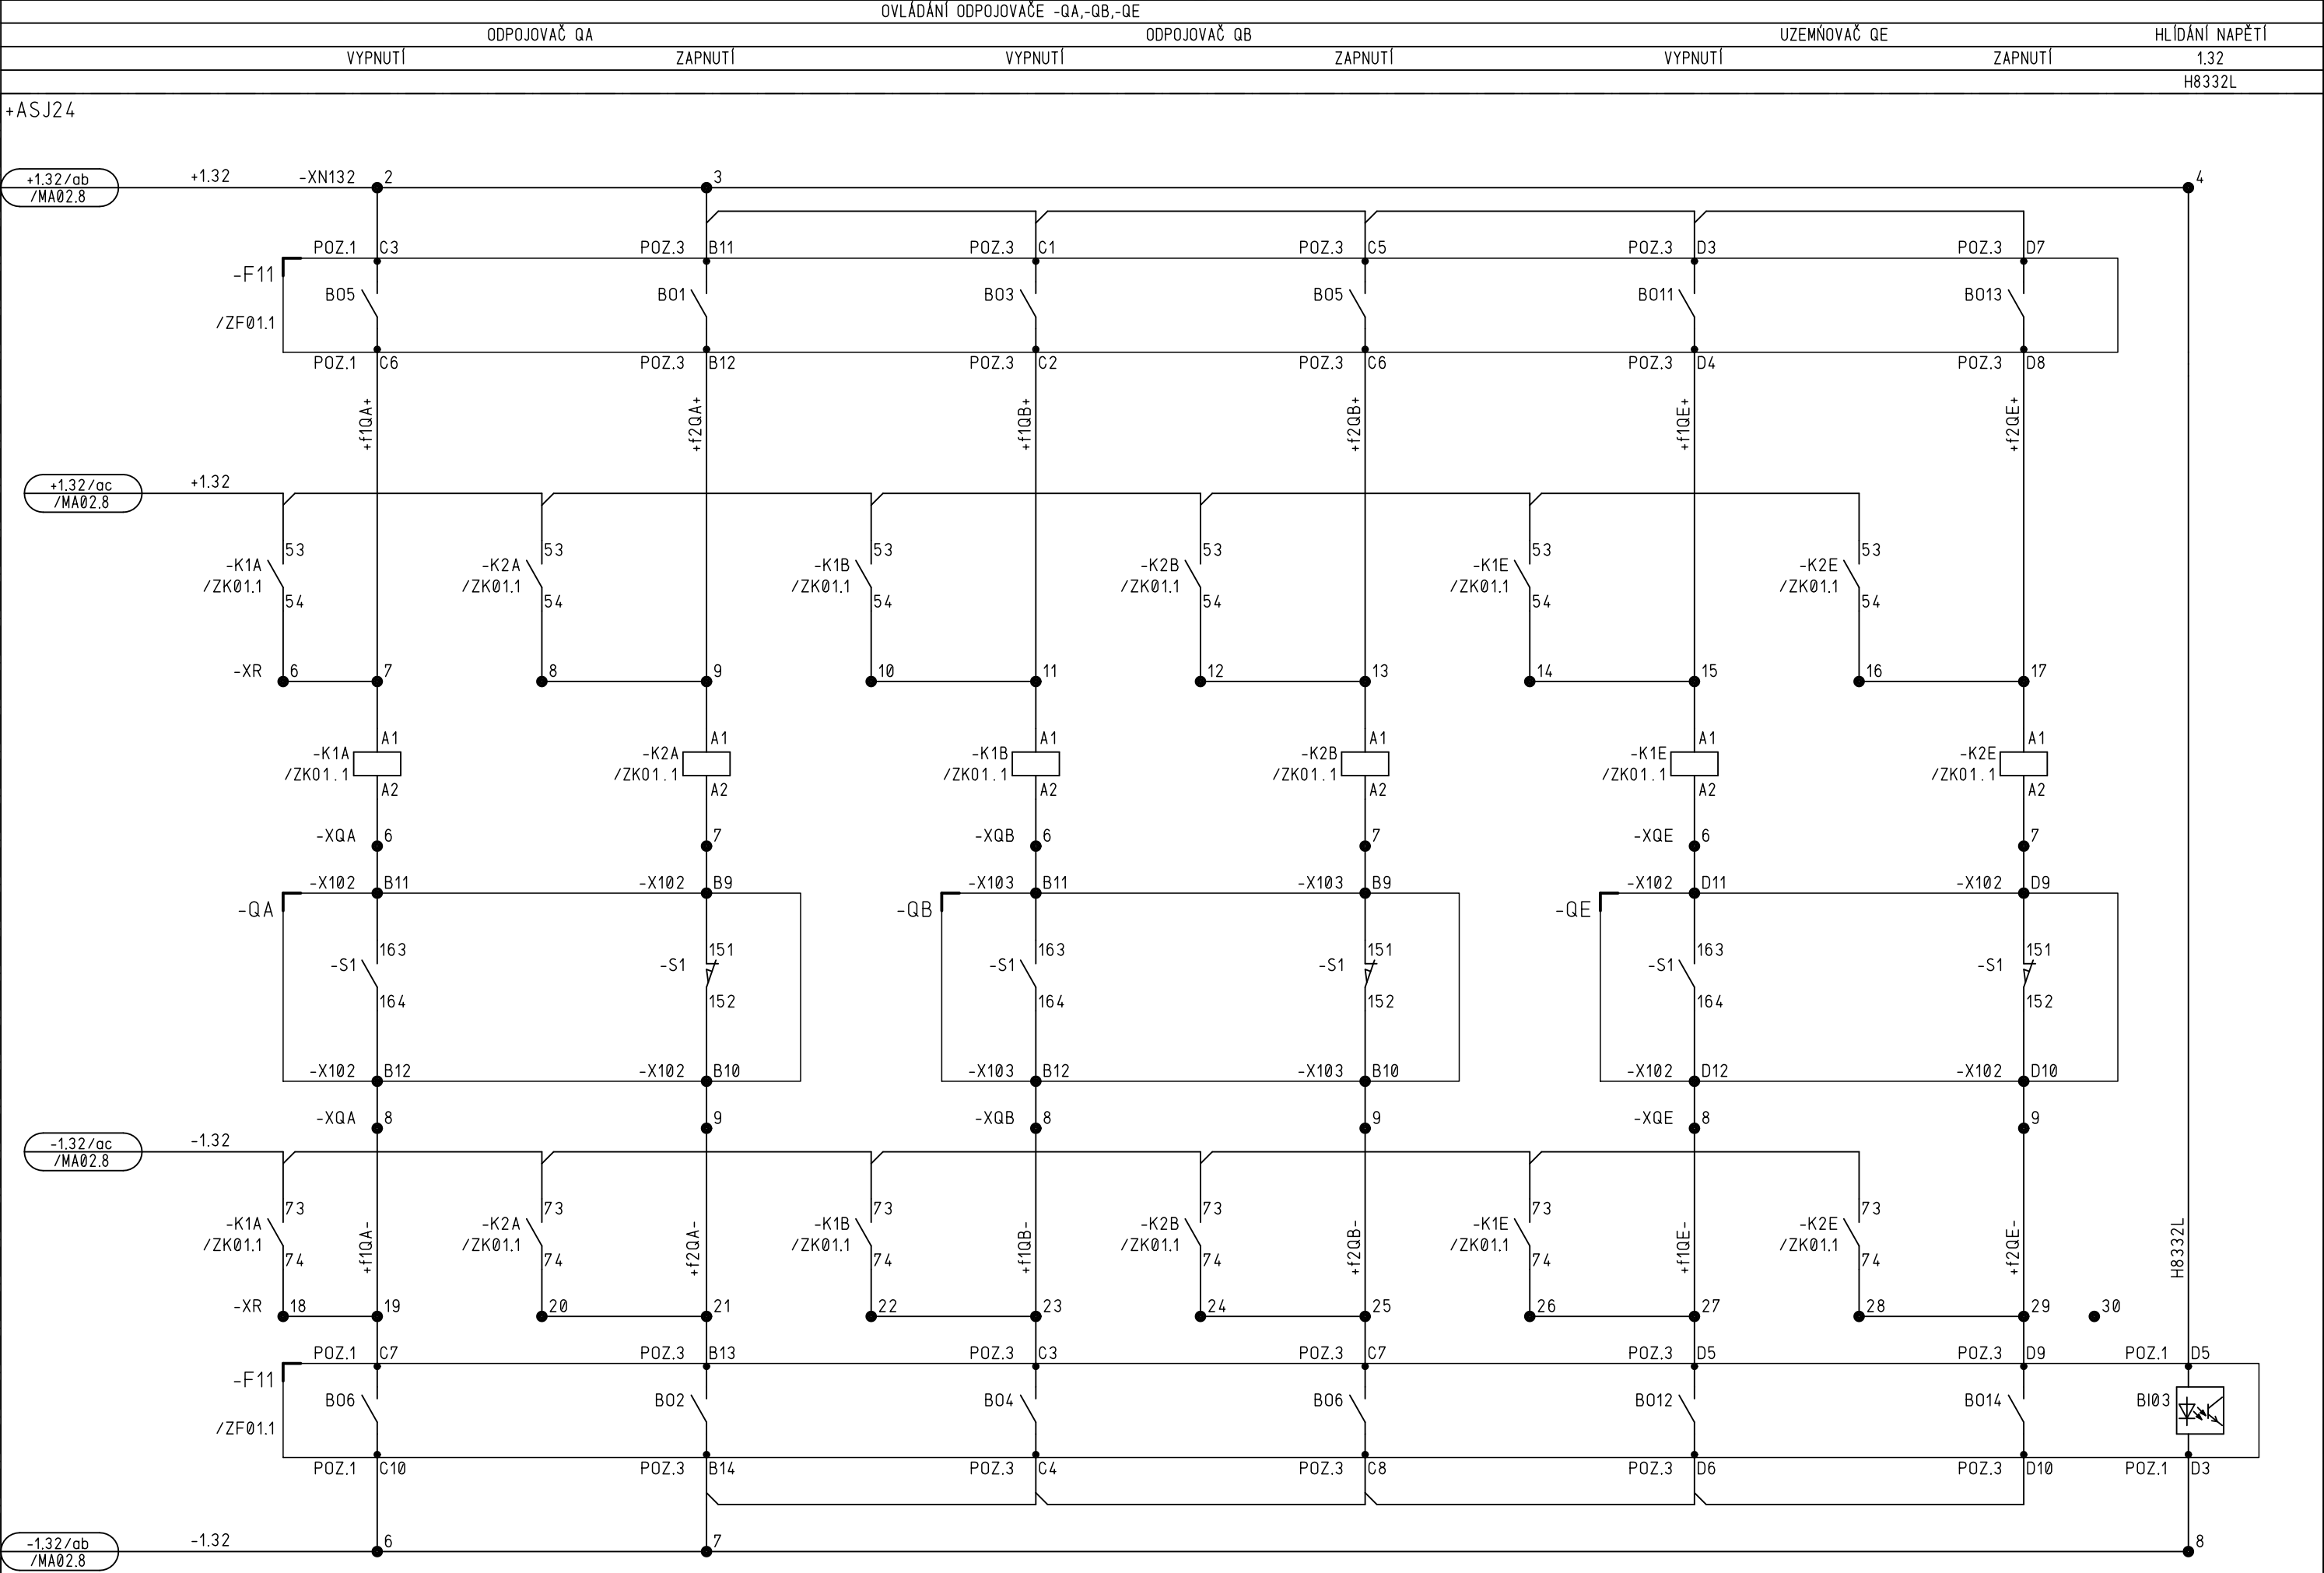 OVLÁDÁNÍ ODPOJOVAČE -QA,-QB,-QE
ODPOJOVAČ QA ODPOJOVAČ QB UZEMŇOVAČ QE HLÍDÁNÍ NAPĚTÍ
VYPNUTÍ ZAPNUTÍ VYPNUTÍ ZAPNUTÍ VYPNUTÍ ZAPNUTÍ 1.32
H8332L
+ASJ24
+1.32/ab +1.32 -XN132 2 3 4
/MA02.8
POZ.1 C3 POZ.3 B11 POZ.3 C1 POZ.3 C5 POZ.3 D3 POZ.3 D7
-F11
BO5 BO1 BO3 BO5 BO11 BO13
/ZF01.1
POZ.1 C6 POZ.3 B12 POZ.3 C2 POZ.3 C6 POZ.3 D4 POZ.3 D8
+f1QA+ +f2QA+ +f1QB+ +f2QB+ +f1QE+ +f2QE+
+1.32/ac +1.32
/MA02.8
53 53 53 53 53 53
-K1A -K2A -K1B -K2B -K1E -K2E
/ZK01.1 /ZK01.1 /ZK01.1 /ZK01.1 /ZK01.1 /ZK01.1
54 54 54 54 54 54
-XR 6 7 8 9 10 11 12 13 14 15 16 17
A1 A1 A1 A1 A1 A1
-K1A -K2A -K1B -K2B -K1E -K2E
/ZK01.1 /ZK01.1 /ZK01.1 /ZK01.1 /ZK01.1 /ZK01.1
A2 A2 A2 A2 A2 A2
-XQA 6 7 -XQB 6 7 -XQE 6 7
-X102 B11 -X102 B9 -X103 B11 -X103 B9 -X102 D11 -X102 D9
-QA -QB -QE
163 151 163 151 163 151
-S1 -S1 -S1 -S1 -S1 -S1
164 152 164 152 164 152
-X102 B12 -X102 B10 -X103 B12 -X103 B10 -X102 D12 -X102 D10
-XQA 8 9 -XQB 8 9 -XQE 8 9
-1.32/ac -1.32
/MA02.8
73 73 73 73 73 73
-K1A -K2A -K1B -K2B -K1E -K2E
/ZK01.1 /ZK01.1 /ZK01.1 /ZK01.1 /ZK01.1 /ZK01.1
74 74 74 74 74 74
+f1QA- +f2QA- +f1QB- +f2QB- +f1QE- +f2QE- H8332L
-XR 18 19 20 21 22 23 24 25 26 27 28 29 30
POZ.1 C7 POZ.3 B13 POZ.3 C3 POZ.3 C7 POZ.3 D5 POZ.3 D9 POZ.1 D5
-F11
BO6 BO2 BO4 BO6 BO12 BO14 BI03
/ZF01.1
POZ.1 C10 POZ.3 B14 POZ.3 C4 POZ.3 C8 POZ.3 D6 POZ.3 D10 POZ.1 D3
-1.32/ab -1.32 6 7 8
/MA02.8